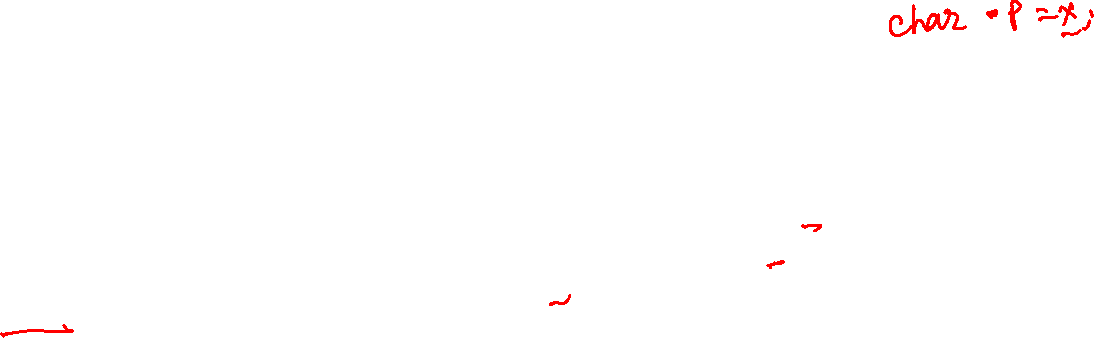 char *p = x;